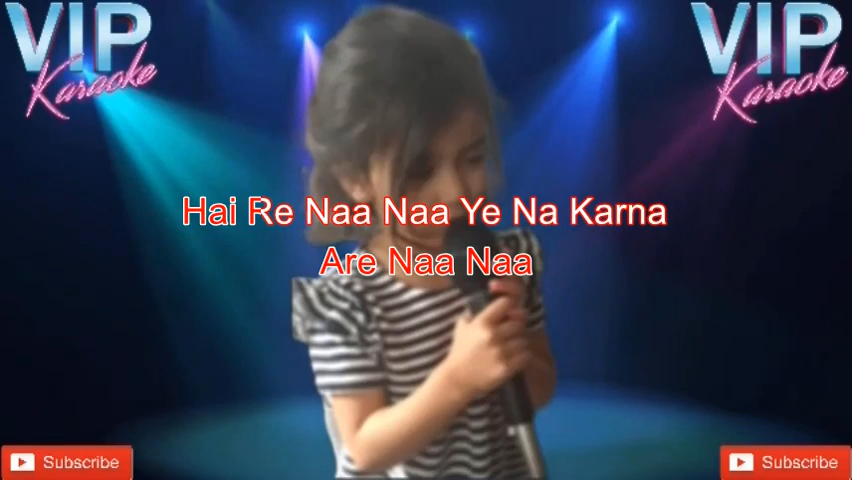 VIP
Karaoke
VIP
Karaoke
Hai Re Naa Naa Ye Na Karna
Are Naa Naa
Subscribe
Subscribe